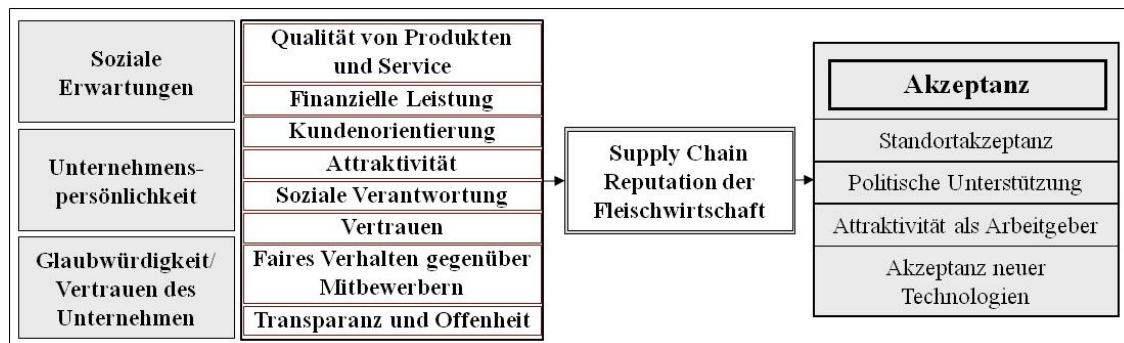 Soziale
Erwartungen
Unternehmens-
persönlichkeit
Glaubwürdigkeit/
Vertrauen des
Unternehmen
Qualität von Produkten
und Service
Finanzielle Leistung
Kundenorientierung
Attraktivität
Soziale Verantwortung
Vertrauen
Faires Verhalten gegenüber
Mitbewerbern
Transparanz und Offenheit
Supply Chain
Reputation der
Fleischwirtschaft
Akzeptanz
Standortakzeptanz
Politische Unterstützung
Attraktivität als Arbeitgeber
Akzeptanz neuer
Technologien